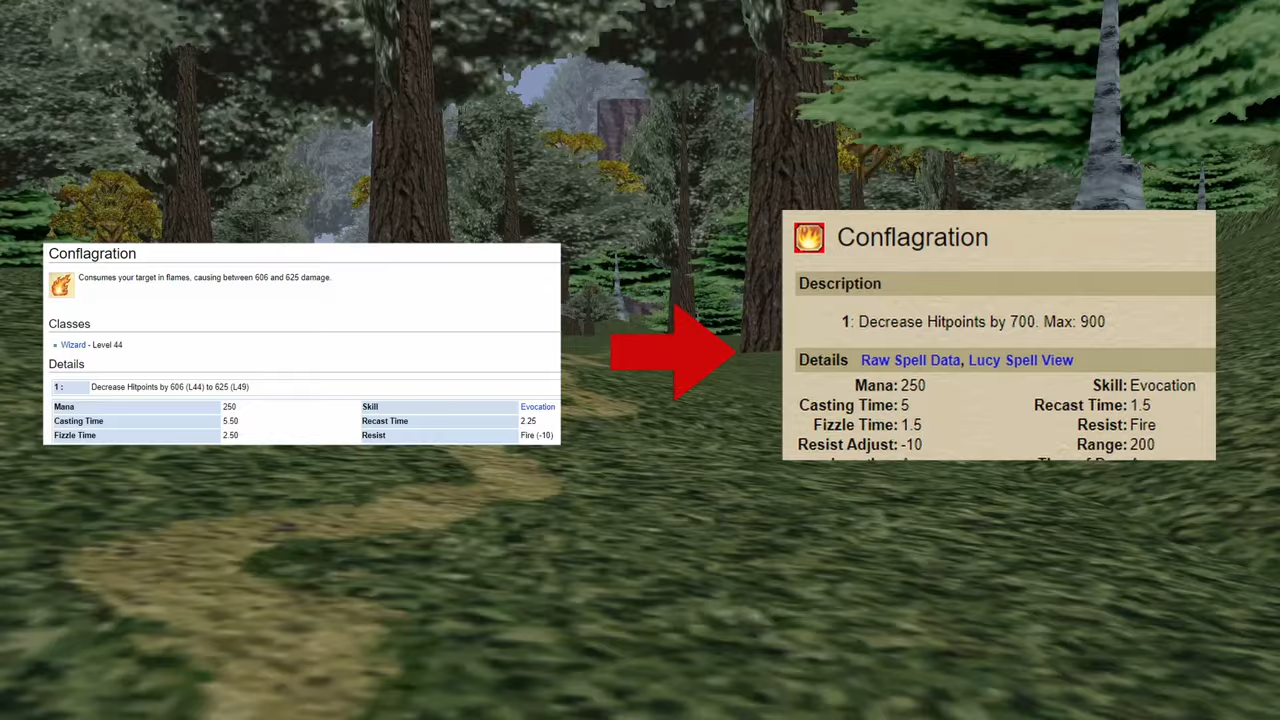 Conflagration
Consumes your target in flames, causing between 606 and 625 damage.
Classes
Wizard - Level 44
Details
1 : Decrease Hitpoints by 606 (L44) to 625 (L49)
Mana 250 Skill Evocation
Casting Time 5.50 Recast Time 2.25
Fizzle Time 2.50 Resist Fire (-10)
Conflagration
Description
1: Decrease Hitpoints by 700. Max: 900
Details Raw Spell Data, Lucy Spell View
Mana: 250 Skill: Evocation
Casting Time: 5 Recast Time: 1.5
Fizzle Time: 1.5 Resist: Fire
Resist Adjust: -10 Range: 200